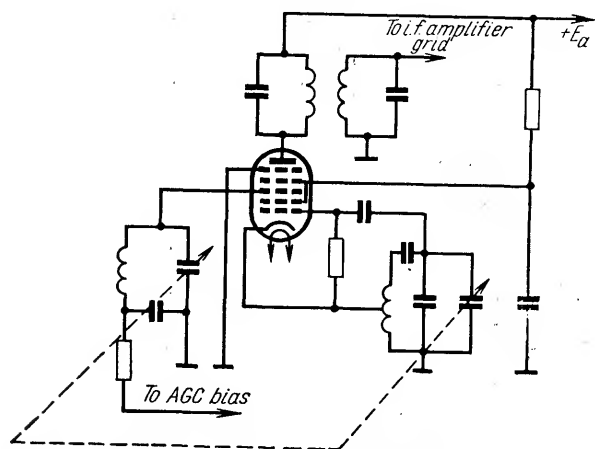 To i.f. amplifier
grid
+Ea
To AGC bias